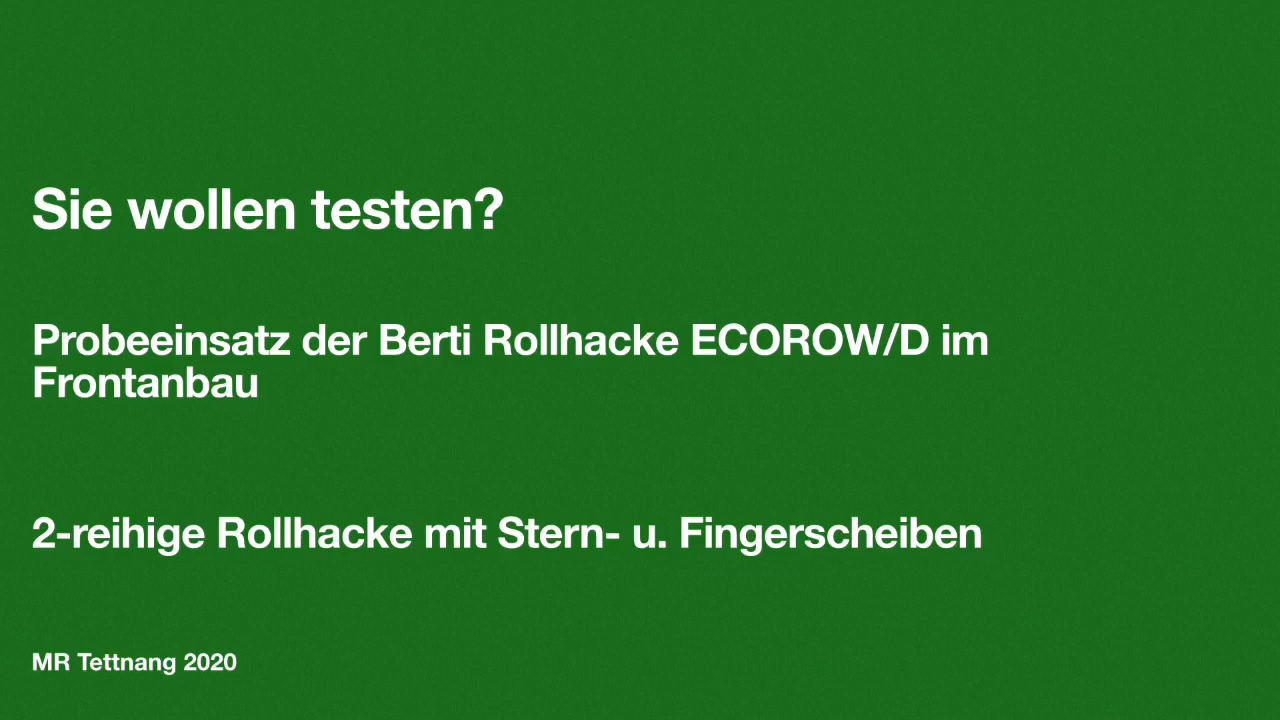 Sie wollen testen?
Probeeinsatz der Berti Rollhacke ECOROW/D im
Frontanbau
2-reihige Rollhacke mit Stern- u. Fingerscheiben
MR Tettnang 2020